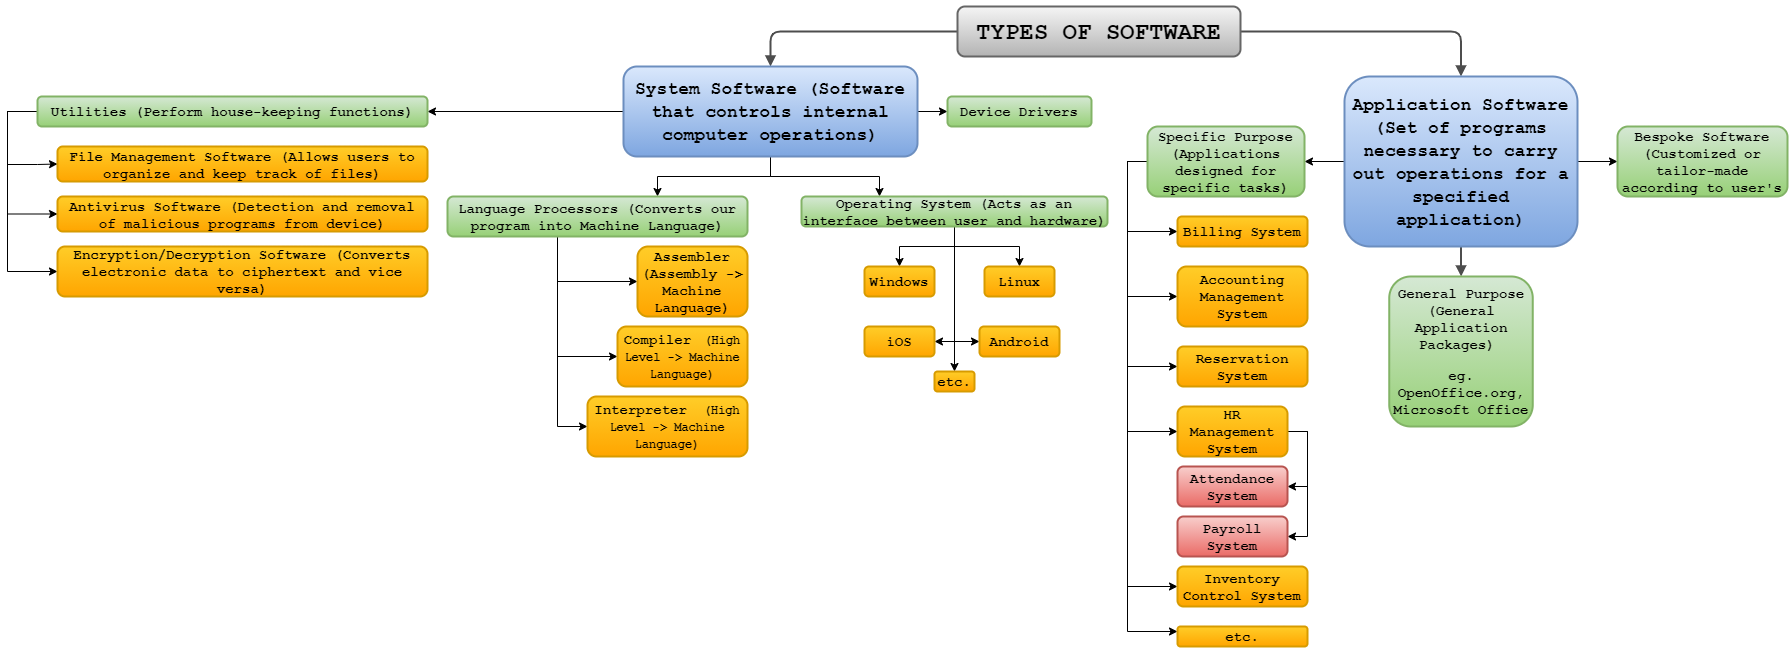 TYPES OF SOFTWARE
System Software (Software
that controls internal
computer operations)
Utilities (Perform house-keeping functions)
File Management Software (Allows users to
organize and keep track of files)
Antivirus Software (Detection and removal
of malicious programs from device)
Encryption/Decryption Software (Converts
electronic data to ciphertext and vice
versa)
Device Drivers
Language Processors (Converts our
program into Machine Language)
Assembler
(Assembly ->
Machine
Language)
Compiler (High
Level -> Machine
Language)
Interpreter (High
Level -> Machine
Language)
Operating System (Acts as an
interface between user and hardware)
Windows
Linux
iOS
Android
etc.
Application Software
(Set of programs
necessary to carry
out operations for a
specified
application)
Specific Purpose
(Applications
designed for
specific tasks)
Billing System
Accounting
Management
System
Reservation
System
HR
Management
System
Attendance
System
Payroll
System
Inventory
Control System
etc.
General Purpose
(General
Application
Packages)
eg.
OpenOffice.org,
Microsoft Office
Bespoke Software
(Customized or
tailor-made
according to user's